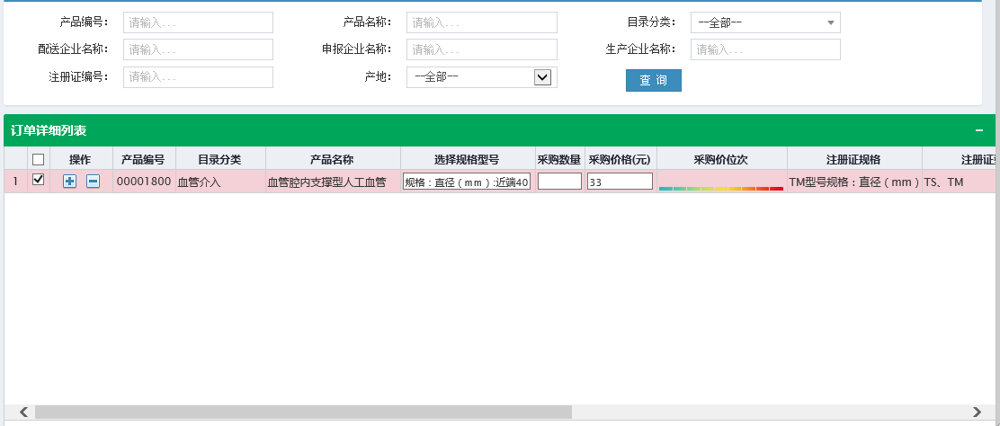 产品编号： 请输入... 产品名称： 请输入... 目录分类： --全部--
配送企业名称： 请输入... 申报企业名称： 请输入... 生产企业名称： 请输入...
注册证编号： 请输入... 产地： --全部-- 查 询
订单详细列表
操作 产品编号 目录分类 产品名称 选择规格型号 采购数量 采购价格(元) 采购价位次 注册证规格
1 00001800 血管介入 血管腔内支撑型人工血管 规格：直径（mm）:近端40 33 TM型号规格：直径（mm） TS、TM